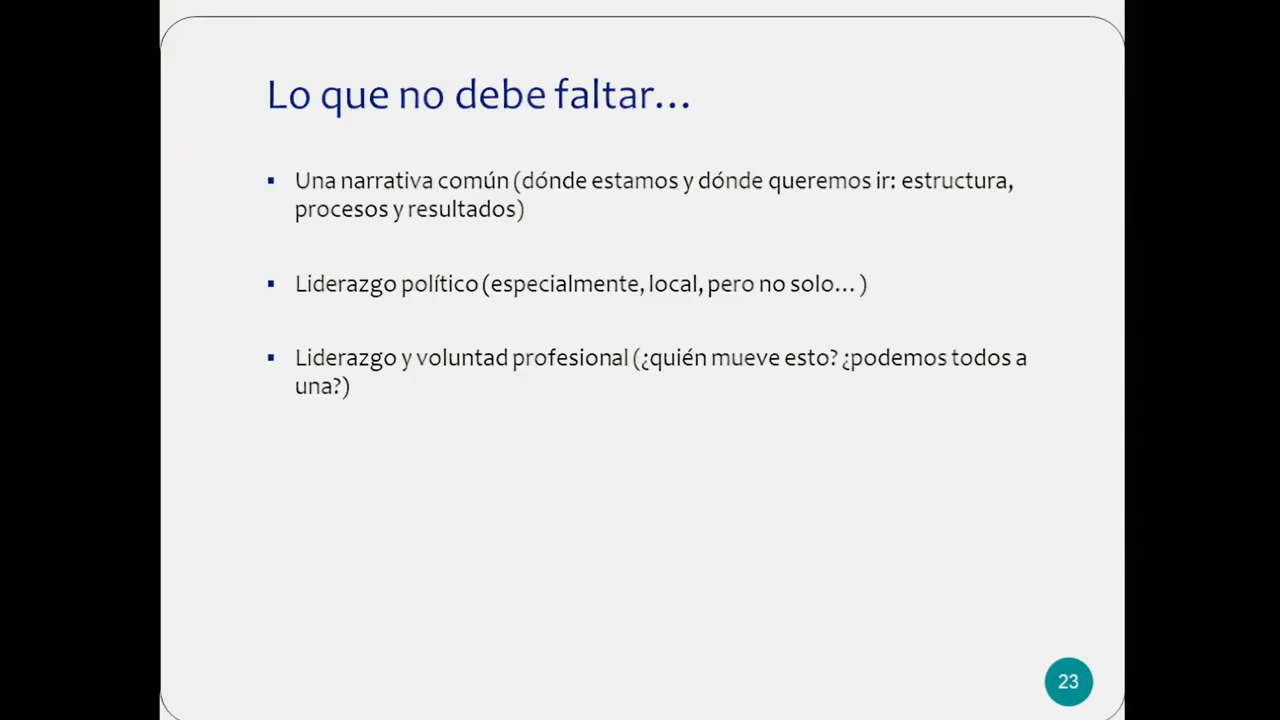 Lo que no debe faltar...
▪ Una narrativa común (dónde estamos y dónde queremos ir: estructura,
procesos y resultados)
▪ Liderazgo político (especialmente, local, pero no solo... )
▪ Liderazgo y voluntad profesional (¿quién mueve esto? ¿podemos todos a
una?)
23